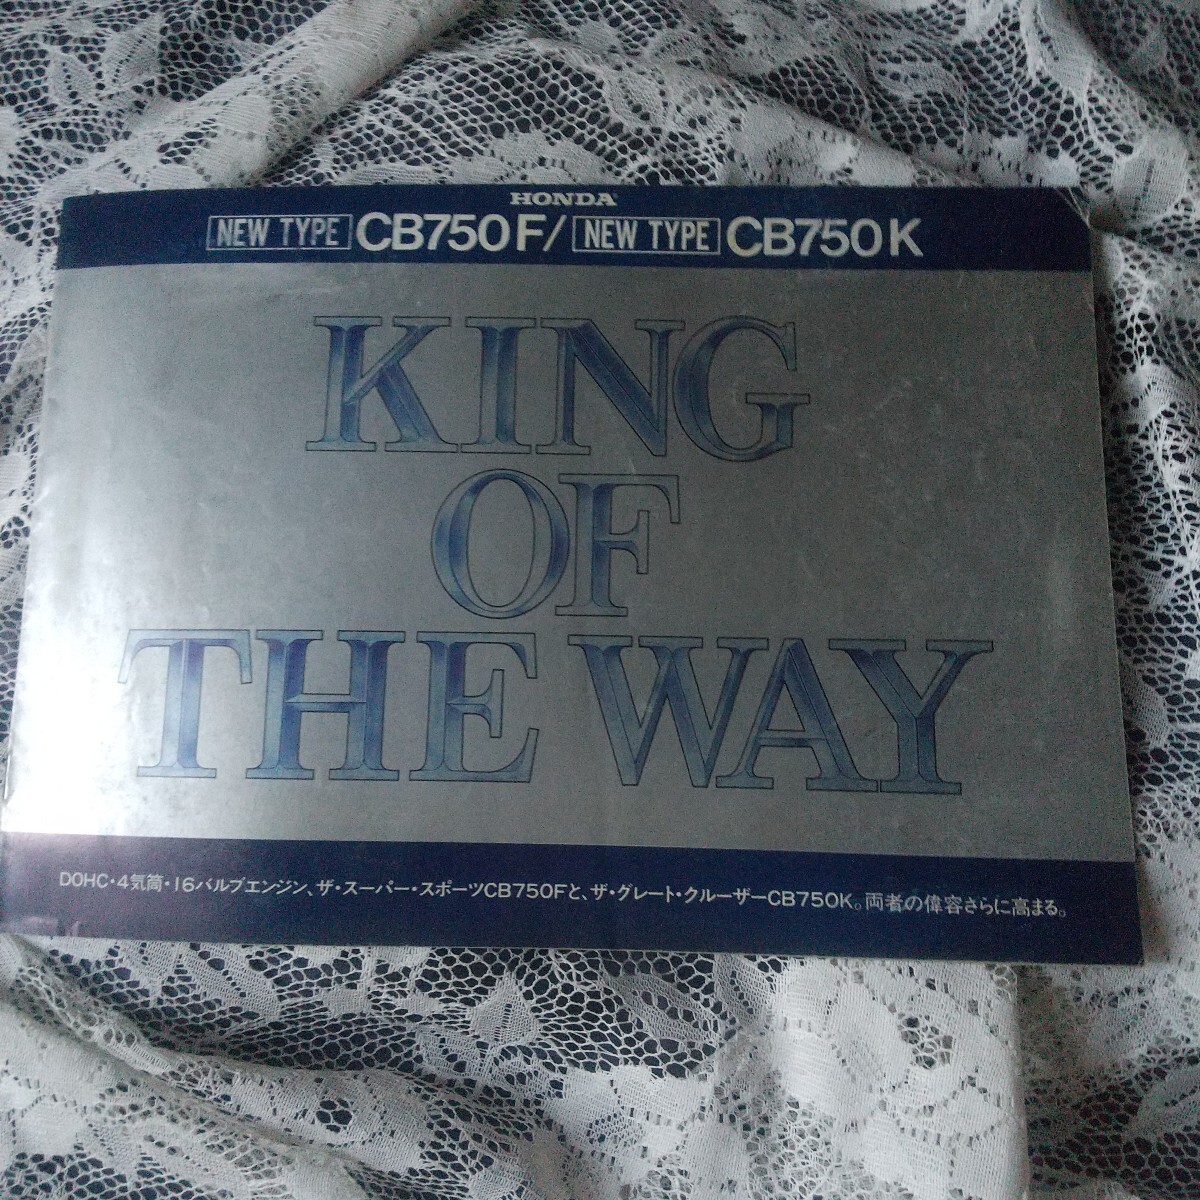 HONDA
NEW TYPE CB750F/ NEW TYPE CB750K
KING
OF
THE WAY
DOHC・4気筒・16バルブエンジン、ザ・スーパー・スポーツCB750Fと、ザ・グレート・クルーザーCB750K。両者の偉容さらに高まる。